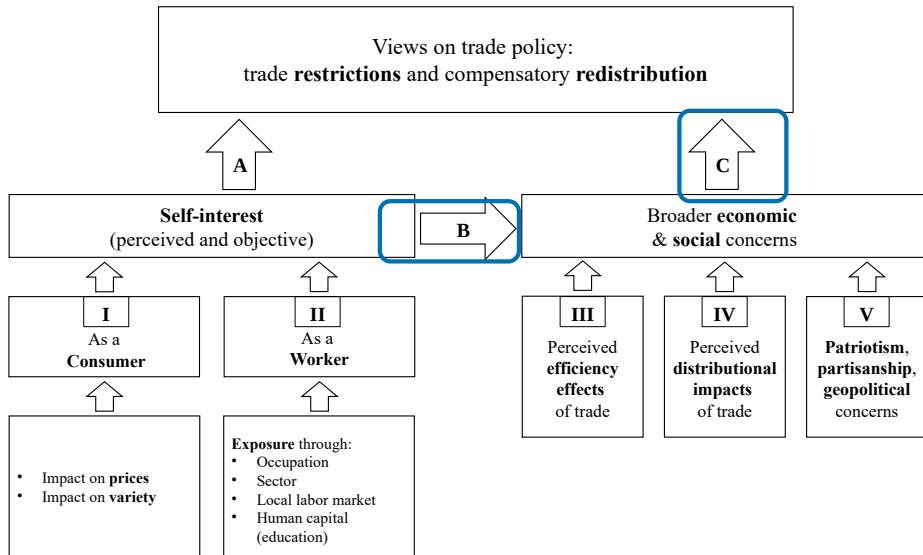 Views on trade policy:
trade restrictions and compensatory redistribution
A
C
Self-interest
(perceived and objective)
B
Broader economic
& social concerns
I
As a
Consumer
II
As a
Worker
III
Perceived
efficiency
effects
of trade
IV
Perceived
distributional
impacts
of trade
V
Patriotism,
partisanship,
geopolitical
concerns
• Impact on prices
• Impact on variety
Exposure through:
• Occupation
• Sector
• Local labor market
• Human capital
(education)